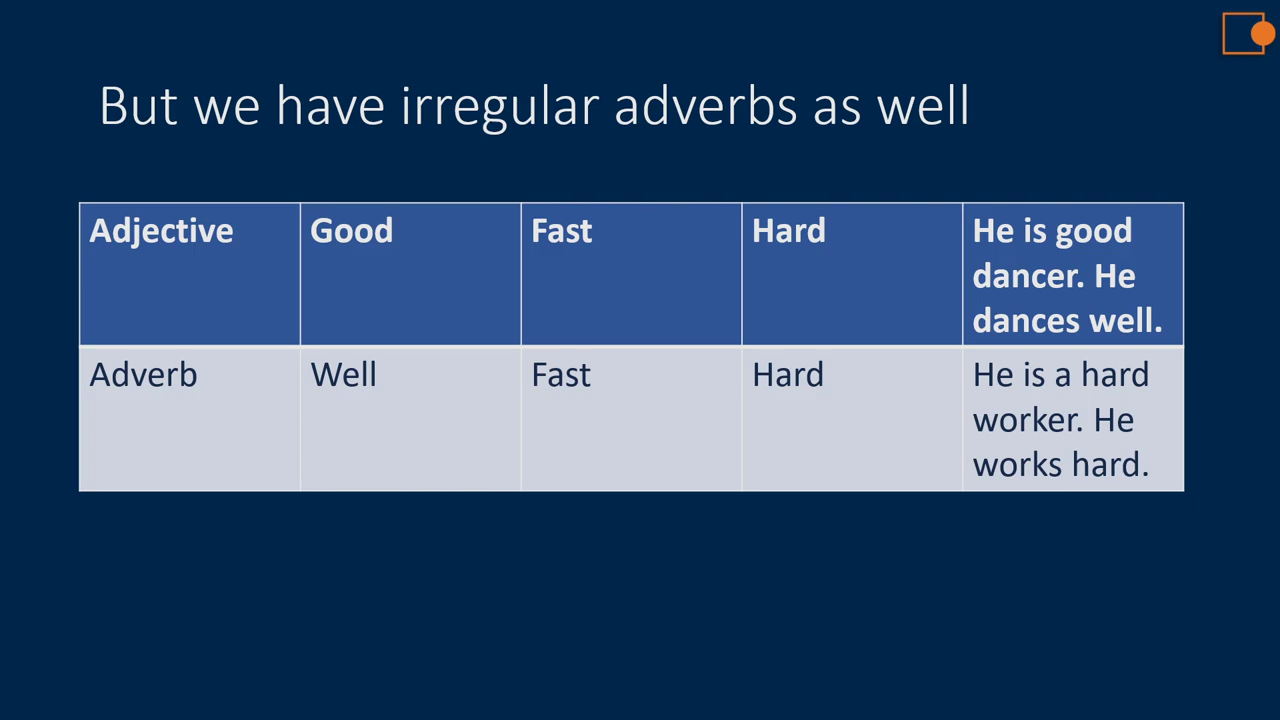 But we have irregular adverbs as well
Adjective
Good
Fast
Hard
He is good
dancer. He
dances well.
Adverb
Well
Fast
Hard
He is a hard
worker. He
works hard.